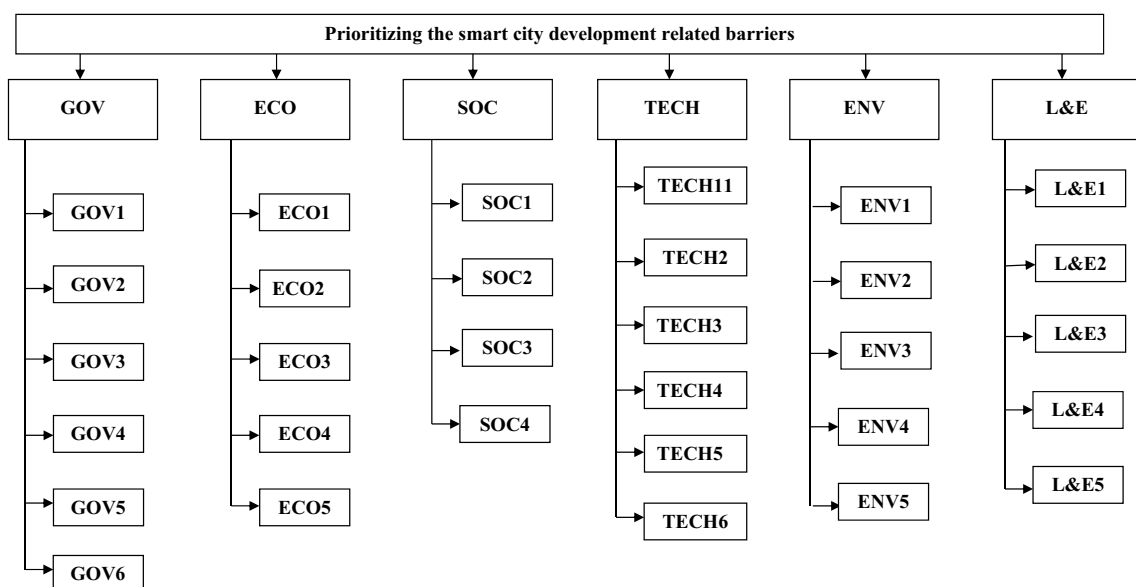 Prioritizing the smart city development related barriers
GOV
ECO
SOC
TECH
ENV
L&E
GOV1
GOV2
GOV3
GOV4
GOV5
GOV6
ECO1
ECO2
ECO3
ECO4
ECO5
SOC1
SOC2
SOC3
SOC4
TECH11
TECH2
TECH3
TECH4
TECH5
TECH6
ENV1
ENV2
ENV3
ENV4
ENV5
L&E1
L&E2
L&E3
L&E4
L&E5